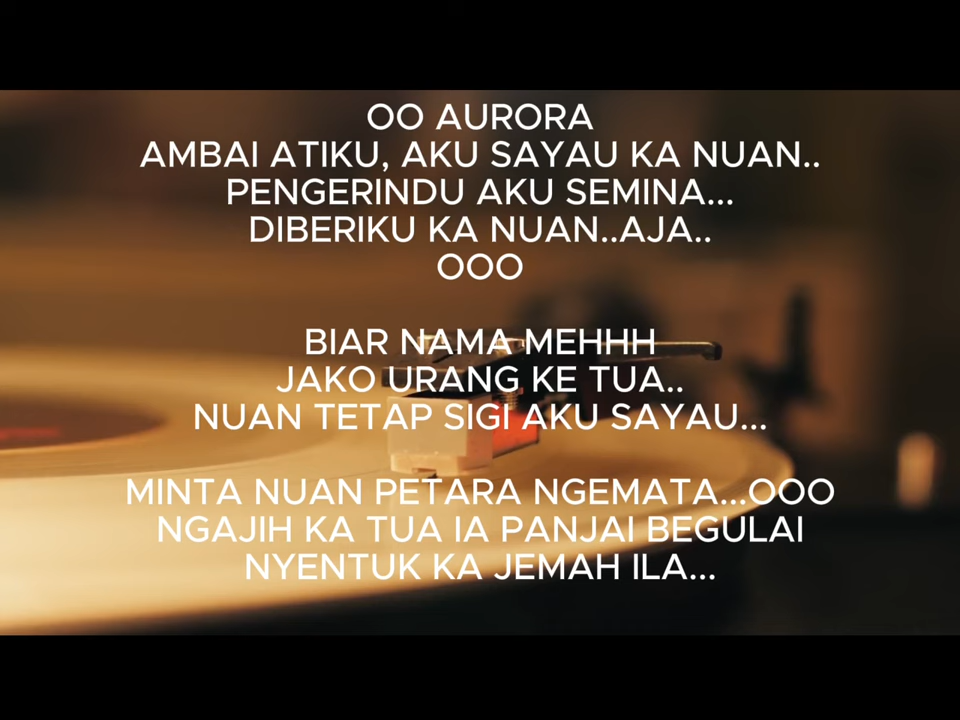 OO AURORA
AMBAI ATIKU, AKU SAYAU KA NUAN..
PENGERINDU AKU SEMINA...
DIBERIKU KA NUAN..AJA..
OOO
BIAR NAMA MEHHH
JAKO URANG KE TUA..
NUAN TETAP SIGI AKU SAYAU...
MINTA NUAN PETARA NGEMATA...OOO
NGAJIH KA TUA IA PANJAI BEGULAI
NYENTUK KA JEMAH ILA...